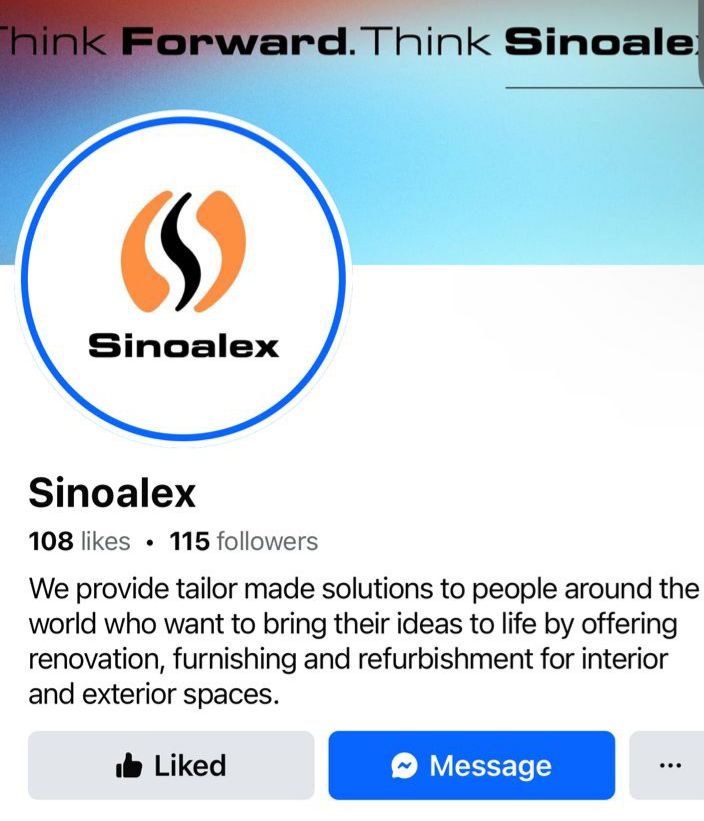 Forward. Think
Sinoalex
Sinoalex
108 likes • 115 followers
We provide tailor made solutions to people around the
world who want to bring their ideas to life by offering
renovation, furnishing and refurbishment for interior
and exterior spaces.
Liked
Message